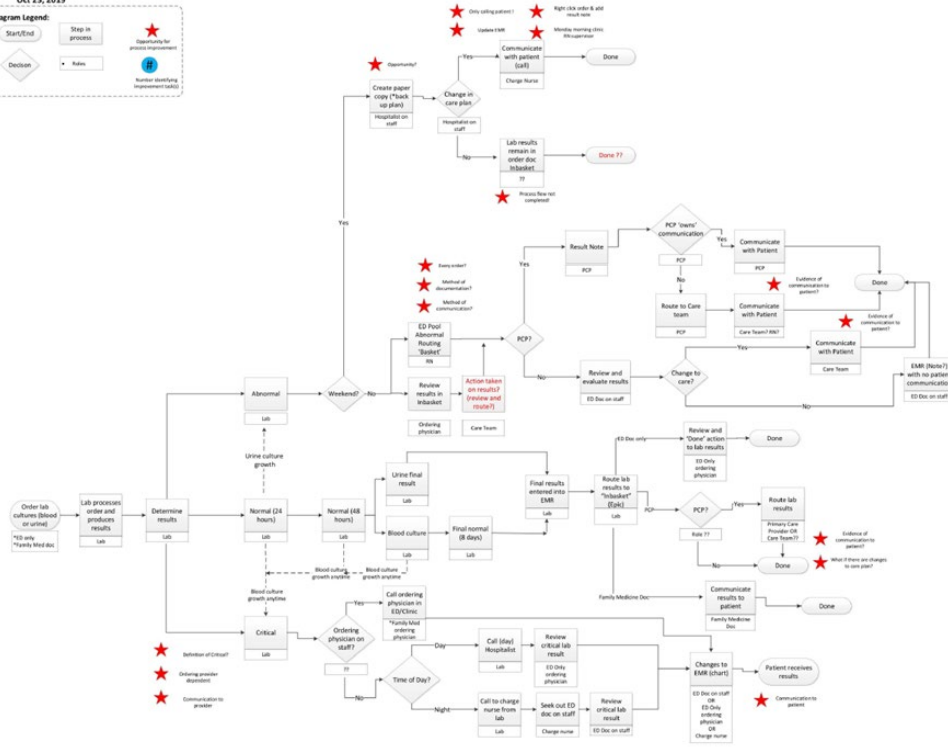 Oct 25, 2019
agram Legend:
Start/End
Step in
process
Opportunity for
process improvement
Decison
• Roles
#
Number identifying
improvement task(s)
Only calling patient !
Update EMR
Right click order & add
result note
Monday morning clinic
RN supervisor
Opportunity?
Create paper
copy (*back
up plan)
Hospitalist on
staff
Change in
care plan
Hospitalist on
staff
Yes
Communicate
with patient
(call)
Charge Nurse
Done
No
Lab results
remain in
order doc
Inbasket
??
Done ??
Process flow not
completed!
Yes
Every order?
Method of
documentation?
Method of
communication?
ED Pool
Abnormal
Routing
'Basket'
RN
Review
results in
Inbasket
Ordering
physician
Action taken
on results?
(review and
route?)
Care Team
PCP?
Yes
Result Note
PCP
PCP 'owns'
communication
PCP
Yes
Communicate
with Patient
PCP
No
Route to Care
team
PCP
Communicate
with Patient
Care Team? RN?
Evidence of
communication to
patient?
Done
Evidence of
communication to
patient?
No
Review and
evaluate results
ED Doc on staff
Change to
care?
Yes
Communicate
with Patient
Care Team
No
EMR (Note?)
with no patien
communicatio
ED Doc on staff
Abnormal
Lab
Weekend?
No
Urine culture
growth
Order lab
cultures (blood
or urine)
*ED only
*Family Med doc
Lab processes
order and
produces
results
Lab
Determine
results
Lab
Normal (24
hours)
Lab
Normal (48
hours)
Lab
Urine final
result
Lab
Blood culture
Lab
Final normal
(8 days)
Lab
Final results
entered into
EMR
Lab
Route lab
results to
"Inbasket"
(Epic)
Lab
ED Doc only
Review and
'Done' action
to lab results
ED Only
ordering
physician
Done
PCP
PCP?
Role ??
Yes
Route lab
results
Primary Care
Provider OR
Care Team??
No
Done
Evidence of
communication to
patient?
What if there are changes
to care plan?
Family Medicine Doc
Communicate
results to
patient
Family Medicine
Doc
Done
Blood culture
growth anytime
Blood culture
growth anytime
Blood culture
growth anytime
Critical
Lab
Definition of Critical?
Ordering provider
dependent
Communication to
provider
Ordering
physician on
staff?
??
Yes
Call ordering
physician in
ED/Clinic
*Family Med
ordering
physician
No
Time of Day?
Day
Call (day)
Hospitalist
Lab
Review
critical lab
result
ED Only
ordering
physician
Night
Call to charge
nurse from
lab
Lab
Seek out ED
doc on staff
Charge nurse
Review
critical lab
result
ED Doc on staff
Changes to
EMR (chart)
ED Doc on staff
OR
ED Only
ordering
physician
OR
Charge nurse
Patient receives
results
Communication to
patient